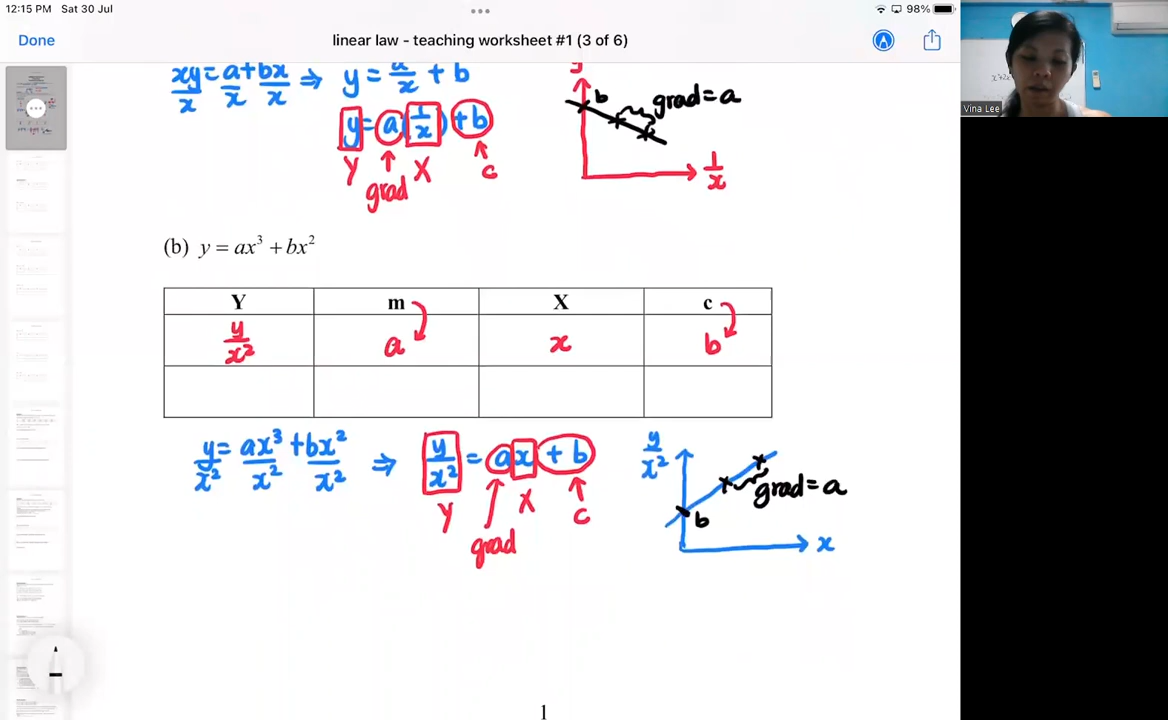 12:15 PM Sat 30 Jul 98%
Done linear law - teaching worksheet #1 (3 of 6)
xy/x = a/x + bx/x ⇒ y = a/x + b
y = a(1/x) + b
Y grad X c
y b grad = a 1/x
Vina Lee
(b) y = ax³ + bx²
Y m X c
y/x² a x b
y/x² = ax³/x² + bx²/x² ⇒ y/x² = ax + b
Y grad X c
y/x² b grad = a x
1